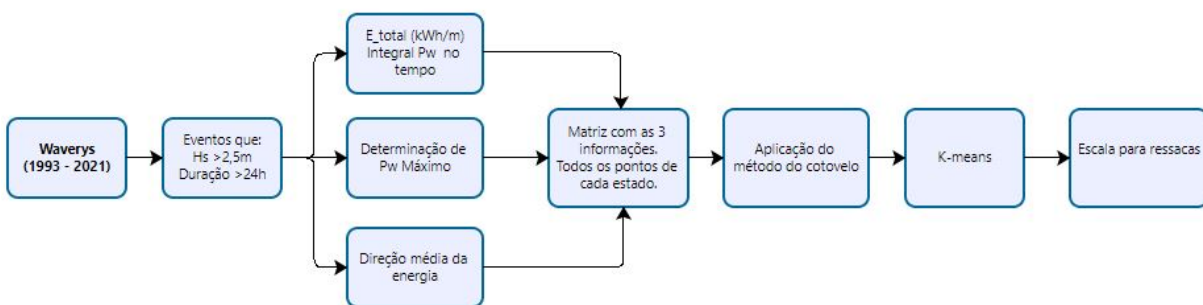 Waverys
(1993 - 2021)
Eventos que:
Hs >2,5m
Duração >24h
E_total (kWh/m)
Integral Pw no
tempo
Determinação de
Pw Máximo
Direção média da
energia
Matriz com as 3
informações.
Todos os pontos de
cada estado.
Aplicação do
método do cotovelo
K-means
Escala para ressacas